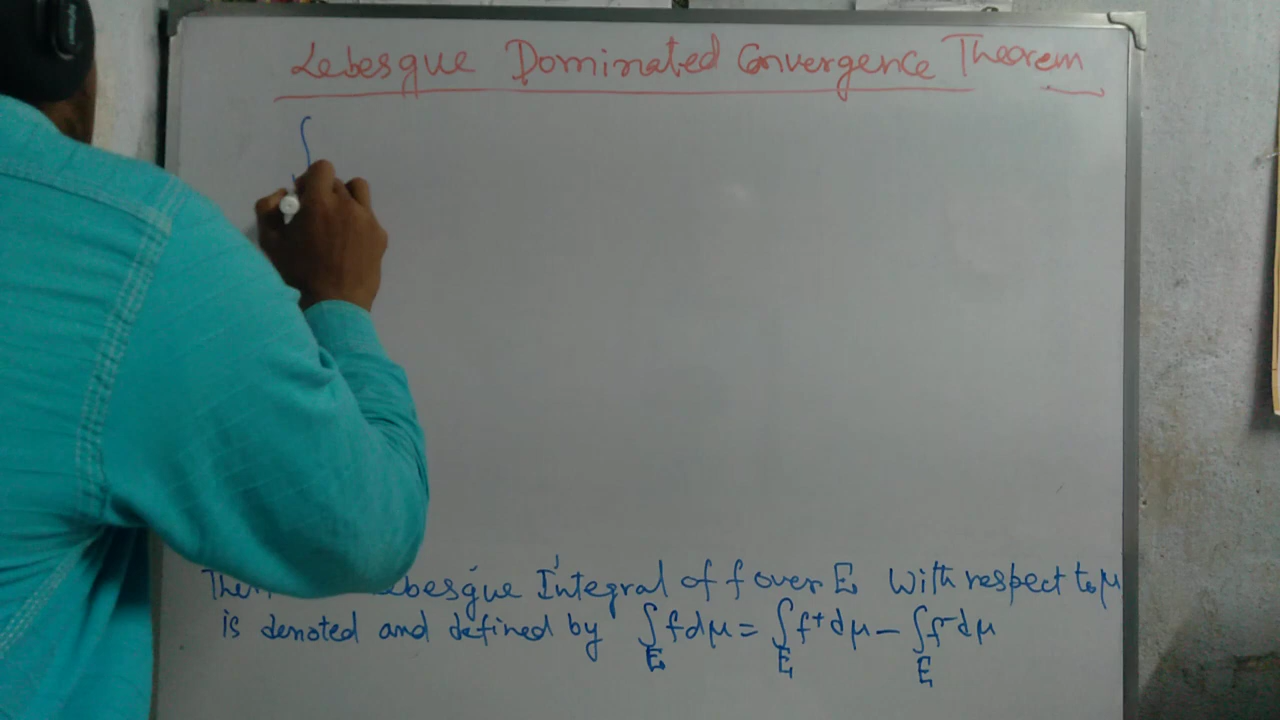 Lebesgue Dominated Convergence Theorem
∫
Lebesgue Integral of f over E with respect to μ
is denoted and defined by ∫_E f dμ = ∫_E f⁺ dμ − ∫_E f⁻ dμ